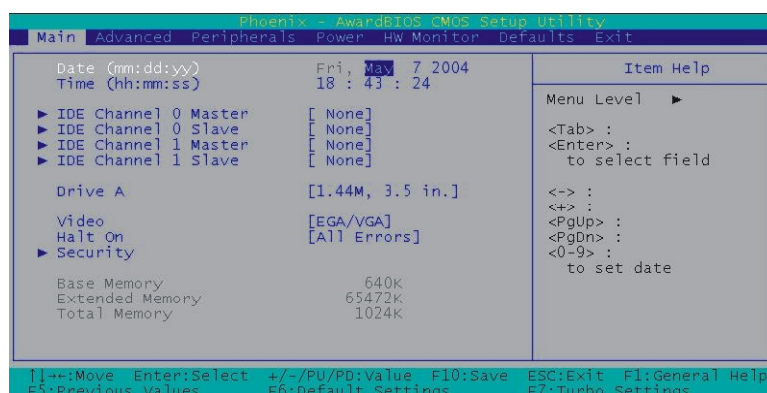 Phoenix - AwardBIOS CMOS Setup Utility
Main Advanced Peripherals Power HW Monitor Defaults Exit
Date (mm:dd:yy) Fri, May 7 2004
Time (hh:mm:ss) 18 : 43 : 24
► IDE Channel 0 Master [ None]
► IDE Channel 0 Slave [ None]
► IDE Channel 1 Master [ None]
► IDE Channel 1 Slave [ None]
Drive A [1.44M, 3.5 in.]
Video [EGA/VGA]
Halt On [All Errors]
► Security
Base Memory 640K
Extended Memory 65472K
Total Memory 1024K
Item Help
Menu Level ►
<Tab> :
<Enter> :
to select field
<-> :
<+> :
<PgUp> :
<PgDn> :
<0-9> :
to set date
↑↓→←:Move Enter:Select +/-/PU/PD:Value F10:Save ESC:Exit F1:General Help
F5:Previous Values F6:Default Settings F7:Turbo Settings